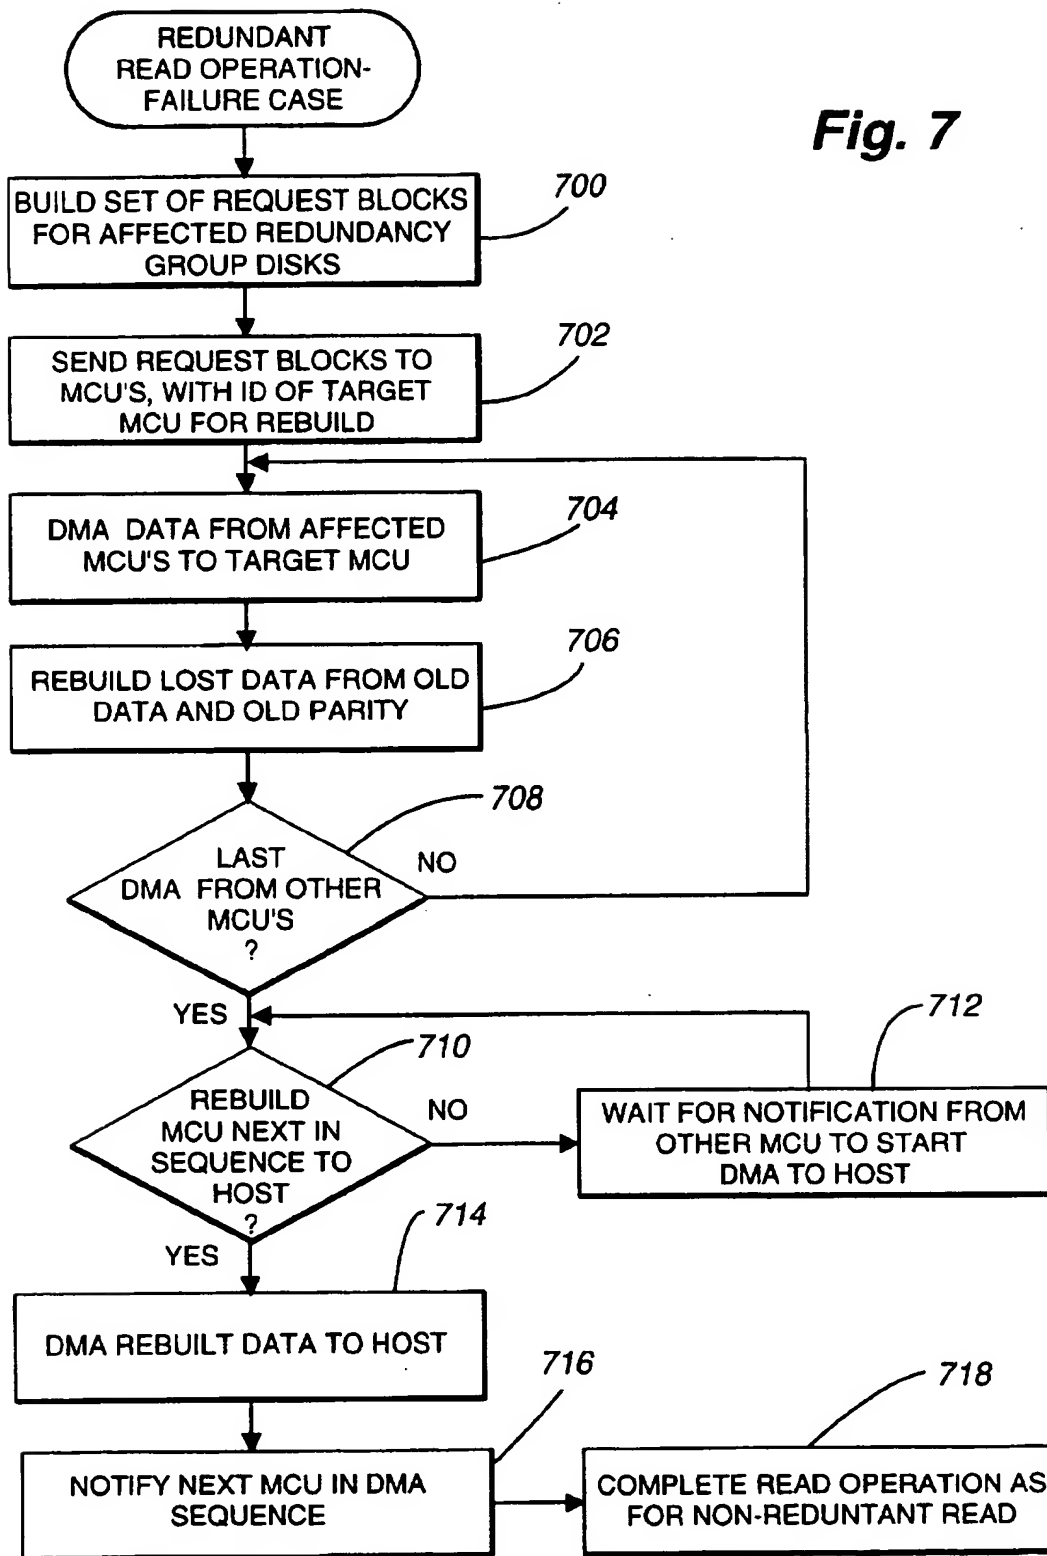 REDUNDANT
READ OPERATION-
FAILURE CASE
Fig. 7
700
BUILD SET OF REQUEST BLOCKS
FOR AFFECTED REDUNDANCY
GROUP DISKS
702
SEND REQUEST BLOCKS TO
MCU'S, WITH ID OF TARGET
MCU FOR REBUILD
704
DMA DATA FROM AFFECTED
MCU'S TO TARGET MCU
706
REBUILD LOST DATA FROM OLD
DATA AND OLD PARITY
708
LAST
DMA FROM OTHER
MCU'S
?
NO
YES
710
REBUILD
MCU NEXT IN
SEQUENCE TO
HOST
?
NO
712
WAIT FOR NOTIFICATION FROM
OTHER MCU TO START
DMA TO HOST
YES
714
DMA REBUILT DATA TO HOST
716
NOTIFY NEXT MCU IN DMA
SEQUENCE
718
COMPLETE READ OPERATION AS
FOR NON-REDUNTANT READ